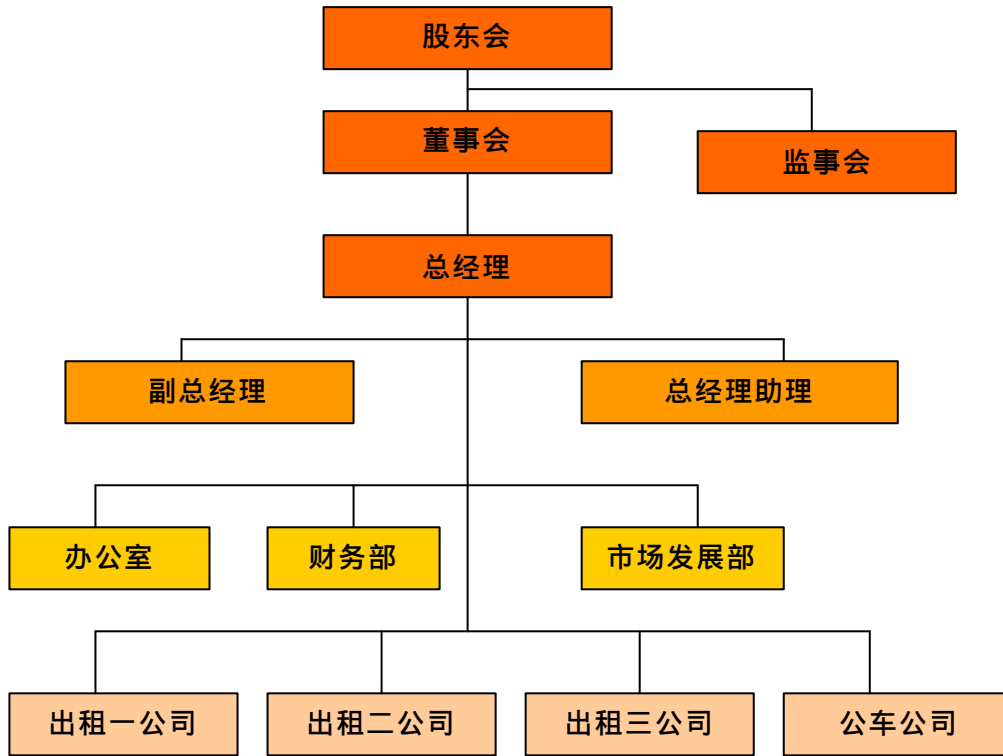 股东会
董事会
监事会
总经理
副总经理
总经理助理
办公室
财务部
市场发展部
出租一公司
出租二公司
出租三公司
公车公司